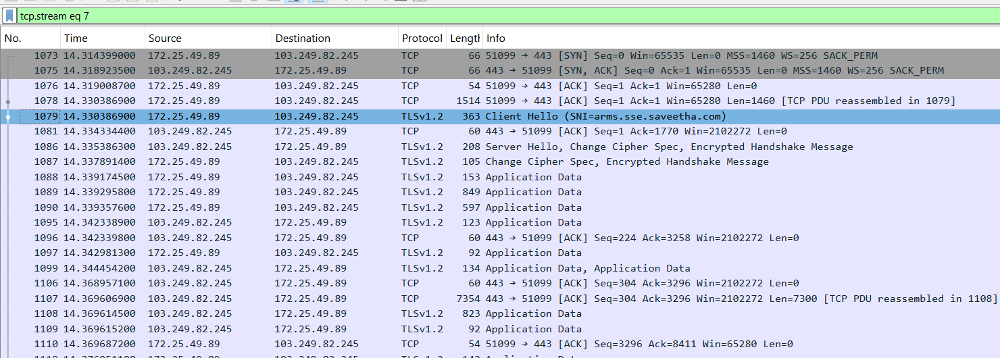 tcp.stream eq 7
No. Time Source Destination Protocol Length Info
1073 14.314399000 172.25.49.89 103.249.82.245 TCP 66 51099 → 443 [SYN] Seq=0 Win=65535 Len=0 MSS=1460 WS=256 SACK_PERM
1075 14.318923500 103.249.82.245 172.25.49.89 TCP 66 443 → 51099 [SYN, ACK] Seq=0 Ack=1 Win=65535 Len=0 MSS=1460 WS=256 SACK_PERM
1076 14.319008700 172.25.49.89 103.249.82.245 TCP 54 51099 → 443 [ACK] Seq=1 Ack=1 Win=65280 Len=0
1078 14.330386900 172.25.49.89 103.249.82.245 TCP 1514 51099 → 443 [ACK] Seq=1 Ack=1 Win=65280 Len=1460 [TCP PDU reassembled in 1079]
1079 14.330386900 172.25.49.89 103.249.82.245 TLSv1.2 363 Client Hello (SNI=arms.sse.saveetha.com)
1081 14.334334400 103.249.82.245 172.25.49.89 TCP 60 443 → 51099 [ACK] Seq=1 Ack=1770 Win=2102272 Len=0
1086 14.335386300 103.249.82.245 172.25.49.89 TLSv1.2 208 Server Hello, Change Cipher Spec, Encrypted Handshake Message
1087 14.337891400 172.25.49.89 103.249.82.245 TLSv1.2 105 Change Cipher Spec, Encrypted Handshake Message
1088 14.339174500 172.25.49.89 103.249.82.245 TLSv1.2 153 Application Data
1089 14.339295800 172.25.49.89 103.249.82.245 TLSv1.2 849 Application Data
1090 14.339357600 172.25.49.89 103.249.82.245 TLSv1.2 597 Application Data
1095 14.342338900 103.249.82.245 172.25.49.89 TLSv1.2 123 Application Data
1096 14.342339800 103.249.82.245 172.25.49.89 TCP 60 443 → 51099 [ACK] Seq=224 Ack=3258 Win=2102272 Len=0
1097 14.342981300 172.25.49.89 103.249.82.245 TLSv1.2 92 Application Data
1099 14.344454200 103.249.82.245 172.25.49.89 TLSv1.2 134 Application Data, Application Data
1106 14.368957100 103.249.82.245 172.25.49.89 TCP 60 443 → 51099 [ACK] Seq=304 Ack=3296 Win=2102272 Len=0
1107 14.369606900 103.249.82.245 172.25.49.89 TCP 7354 443 → 51099 [ACK] Seq=304 Ack=3296 Win=2102272 Len=7300 [TCP PDU reassembled in 1108]
1108 14.369614500 103.249.82.245 172.25.49.89 TLSv1.2 823 Application Data
1109 14.369615200 103.249.82.245 172.25.49.89 TLSv1.2 92 Application Data
1110 14.369687200 172.25.49.89 103.249.82.245 TCP 54 51099 → 443 [ACK] Seq=3296 Ack=8411 Win=65280 Len=0